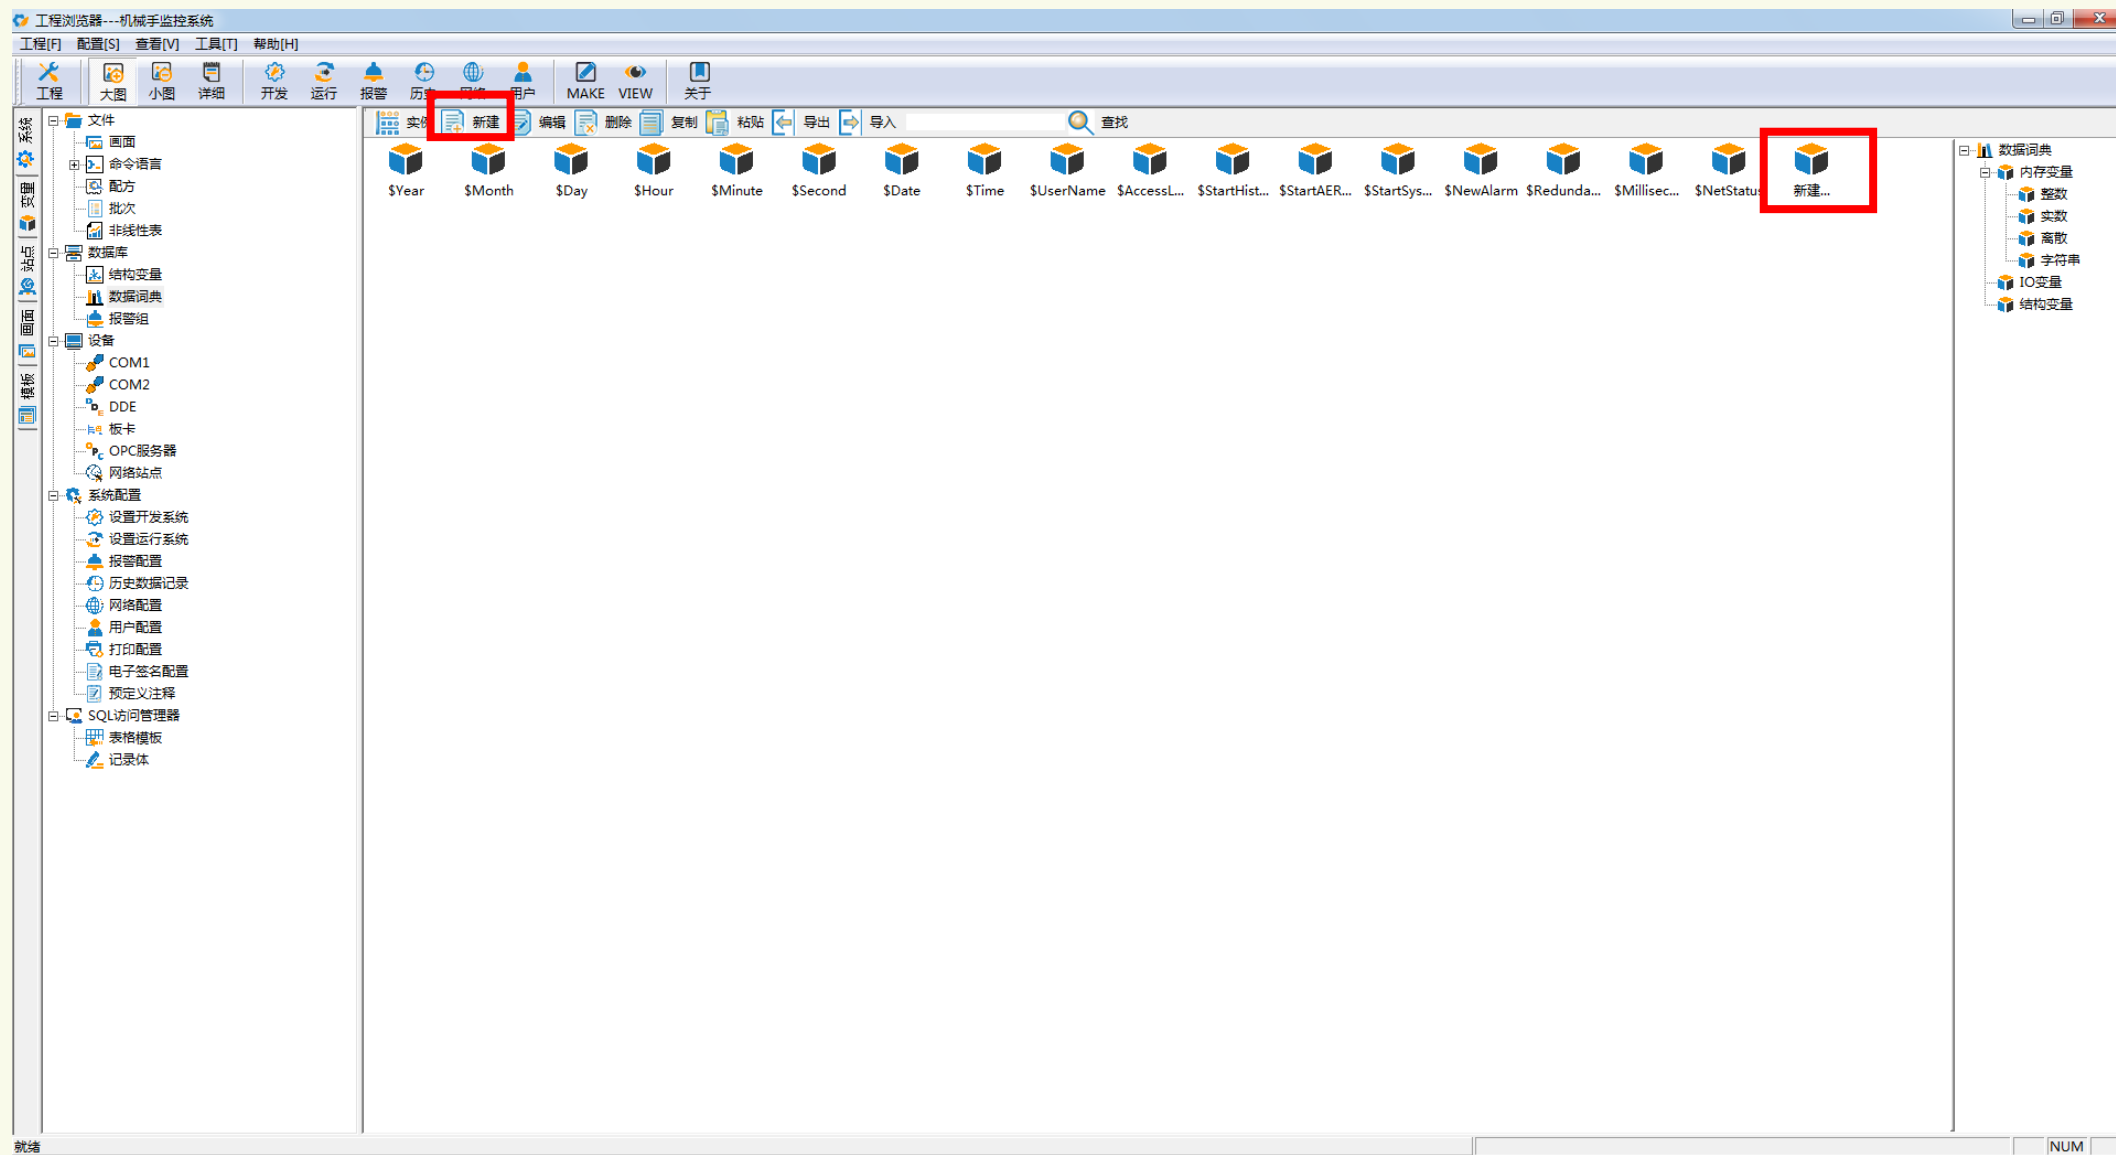 工程浏览器---机械手监控系统
工程[F] 配置[S] 查看[V] 工具[T] 帮助[H]
工程 大图 小图 详细 开发 运行 报警 用户 MAKE VIEW 关于
新建 编辑 删除 复制 粘贴 导出 导入 查找
系统
变量
站点
画面
模板
文件
画面
命令语言
配方
批次
非线性表
数据库
结构变量
数据词典
报警组
设备
COM1
COM2
DDE
板卡
OPC服务器
网络站点
系统配置
设置开发系统
设置运行系统
报警配置
历史数据记录
网络配置
用户配置
打印配置
电子签名配置
预定义注释
SQL访问管理器
表格模板
记录体
$Year $Month $Day $Hour $Minute $Second $Date $Time $UserName $AccessL... $StartHist... $StartAER... $StartSys... $NewAlarm $Redunda... $Millisec... $NetStatus 新建...
数据词典
内存变量
整数
实数
离散
字符串
IO变量
结构变量
就绪 NUM